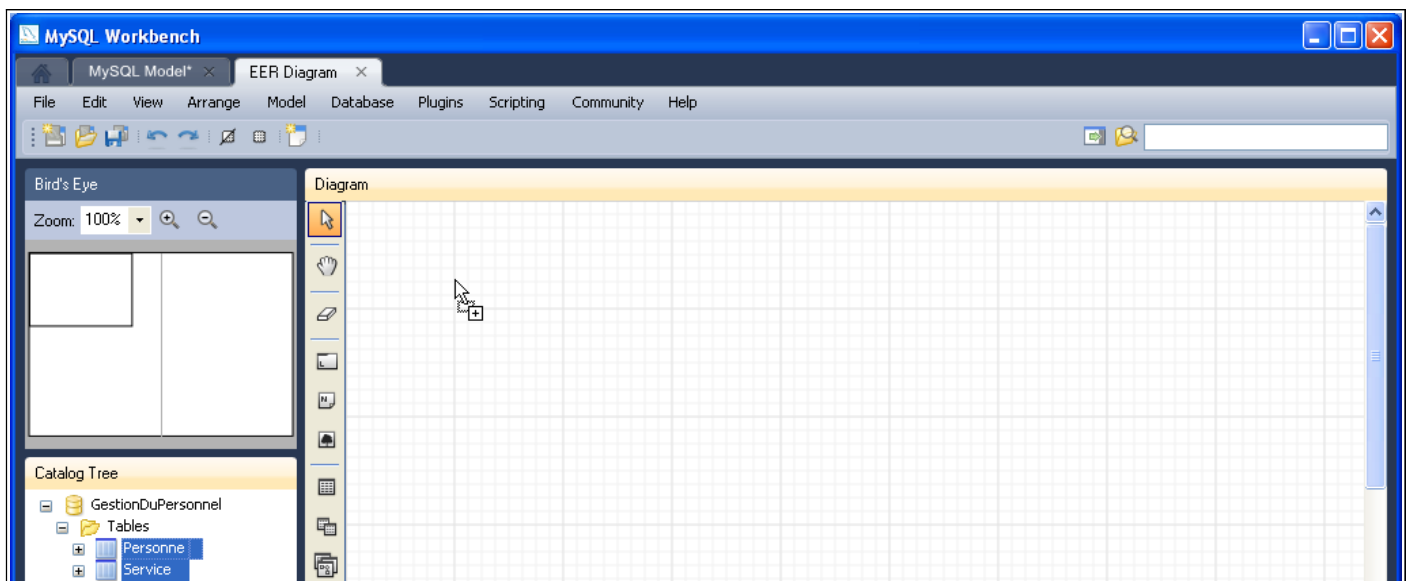 MySQL Workbench
MySQL Model* EER Diagram
File Edit View Arrange Model Database Plugins Scripting Community Help
Bird's Eye
Diagram
Zoom: 100%
Catalog Tree
GestionDuPersonnel
Tables
Personne
Service